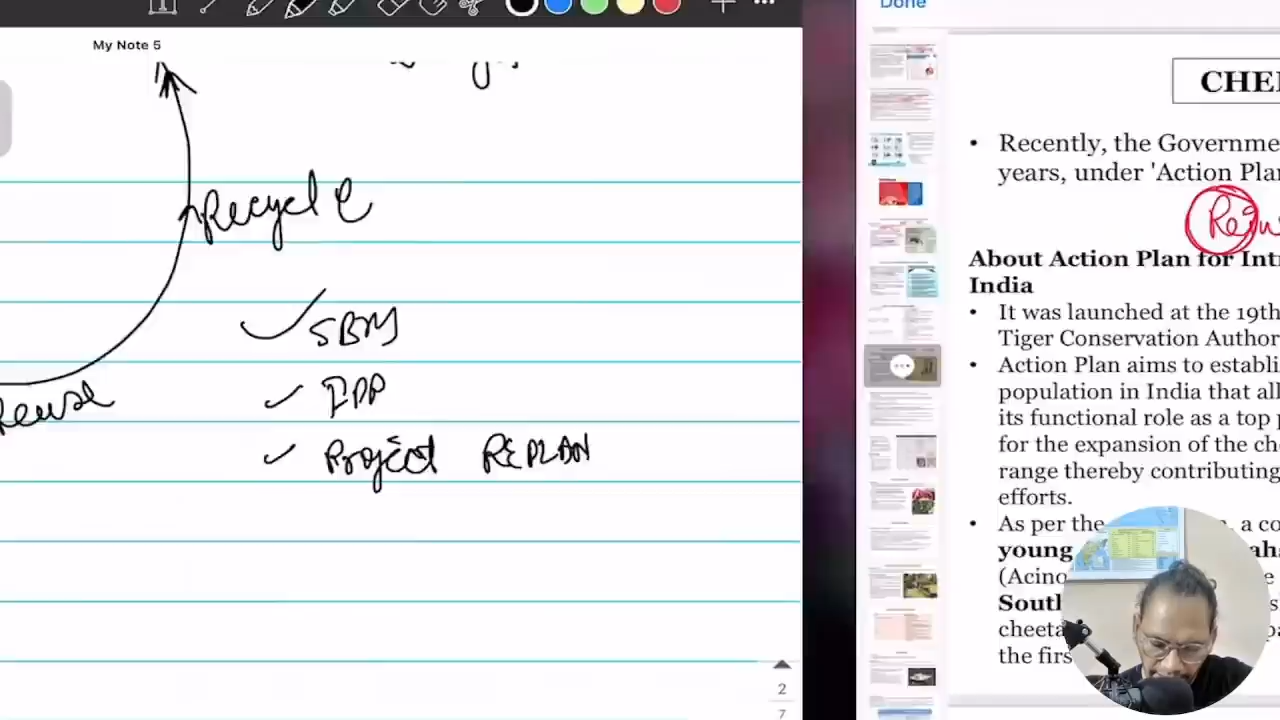 My Note 5
Recycle
SBM
Reuse
IPP
Project REPLAN
2
7
Done
CHE
Recently, the Governme
years, under 'Action Plan
About Action Plan for Int
India
It was launched at the 19th
Tiger Conservation Author
Action Plan aims to establi
population in India that all
its functional role as a top p
for the expansion of the che
range thereby contributing
efforts.
As per the a co
young
(Acino
South
cheeta
the firs